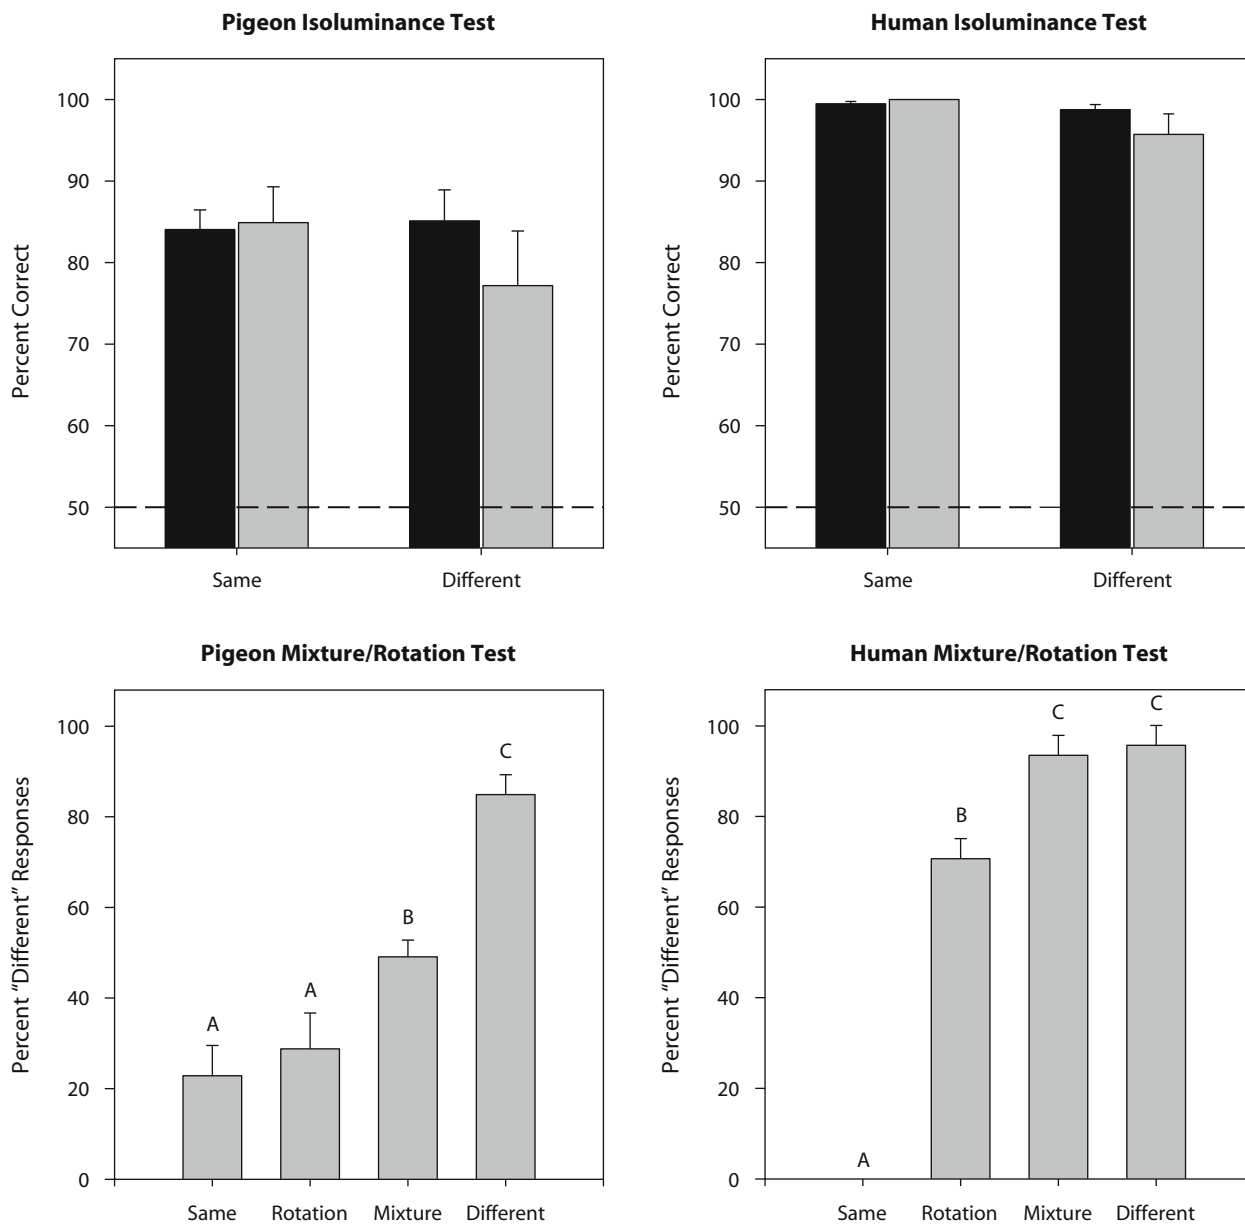 Pigeon Isoluminance Test
Percent Correct
100
90
80
70
60
50
Same Different
Human Isoluminance Test
Percent Correct
100
90
80
70
60
50
Same Different
Pigeon Mixture/Rotation Test
Percent “Different” Responses
100
80
60
40
20
0
A
A
B
C
Same Rotation Mixture Different
Human Mixture/Rotation Test
Percent “Different” Responses
100
80
60
40
20
0
A
B
C
C
Same Rotation Mixture Different